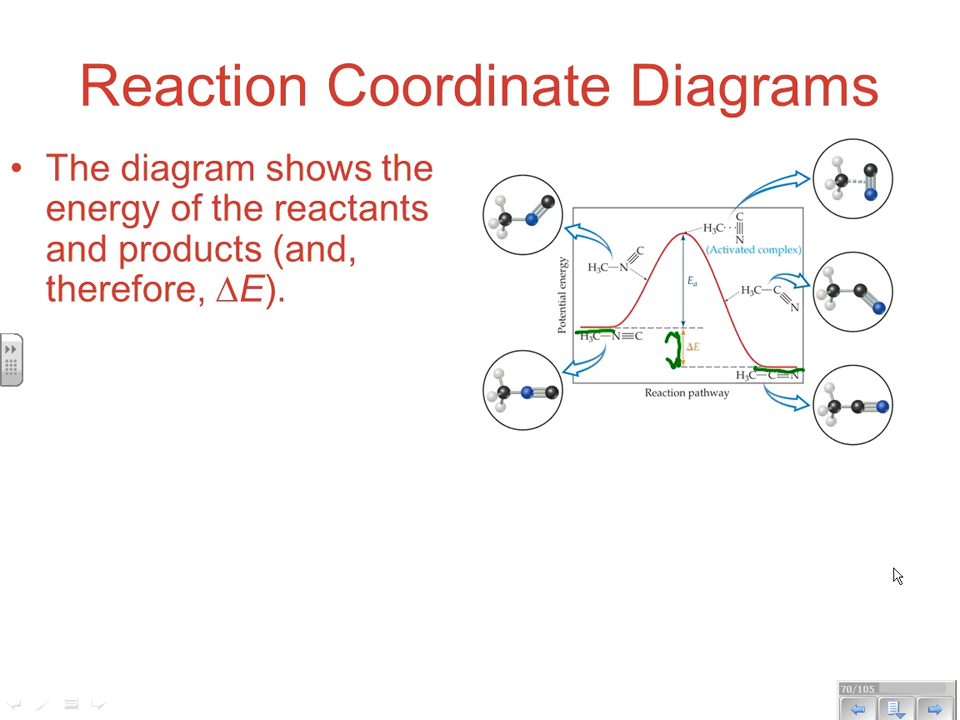 Reaction Coordinate Diagrams
• The diagram shows the
energy of the reactants
and products (and,
therefore, ∆E).
Potential energy
H₃C—N≡C
H₃C···C≡N
(Activated complex)
Eₐ
H₃C—C≡N
H₃C—N≡C
ΔE
H₃C—C≡N
Reaction pathway
70/105